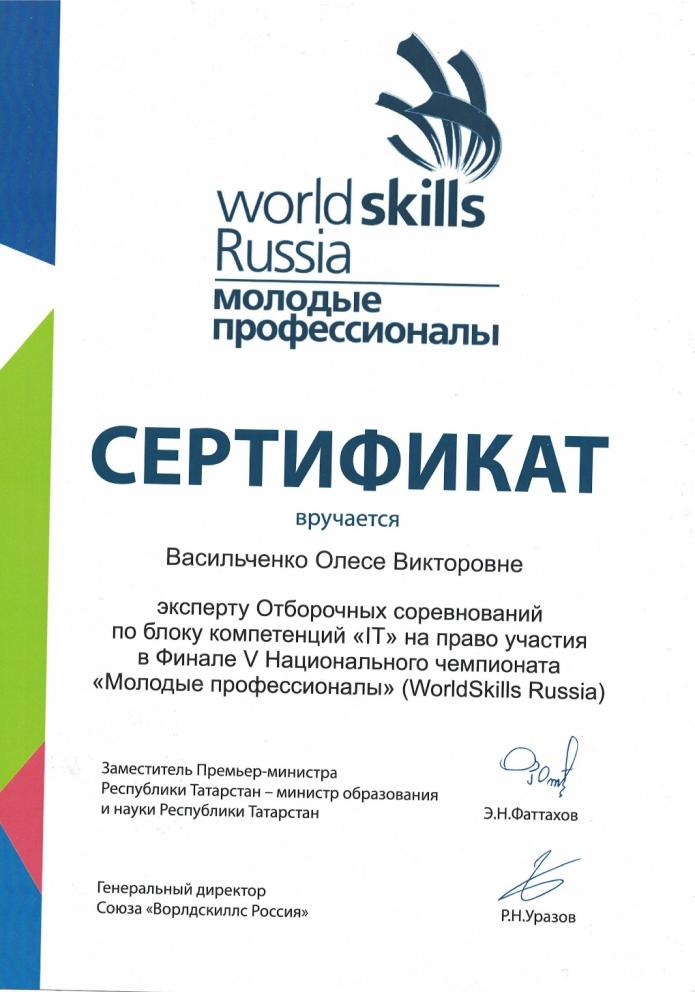 world skills
Russia
молодые
профессионалы
СЕРТИФИКАТ
вручается
Васильченко Олесе Викторовне
эксперту Отборочных соревнований
по блоку компетенций «IT» на право участия
в Финале V Национального чемпионата
«Молодые профессионалы» (WorldSkills Russia)
Заместитель Премьер-министра
Республики Татарстан – министр образования
и науки Республики Татарстан
Э.Н.Фаттахов
Генеральный директор
Союза «Ворлдскиллс Россия»
Р.Н.Уразов